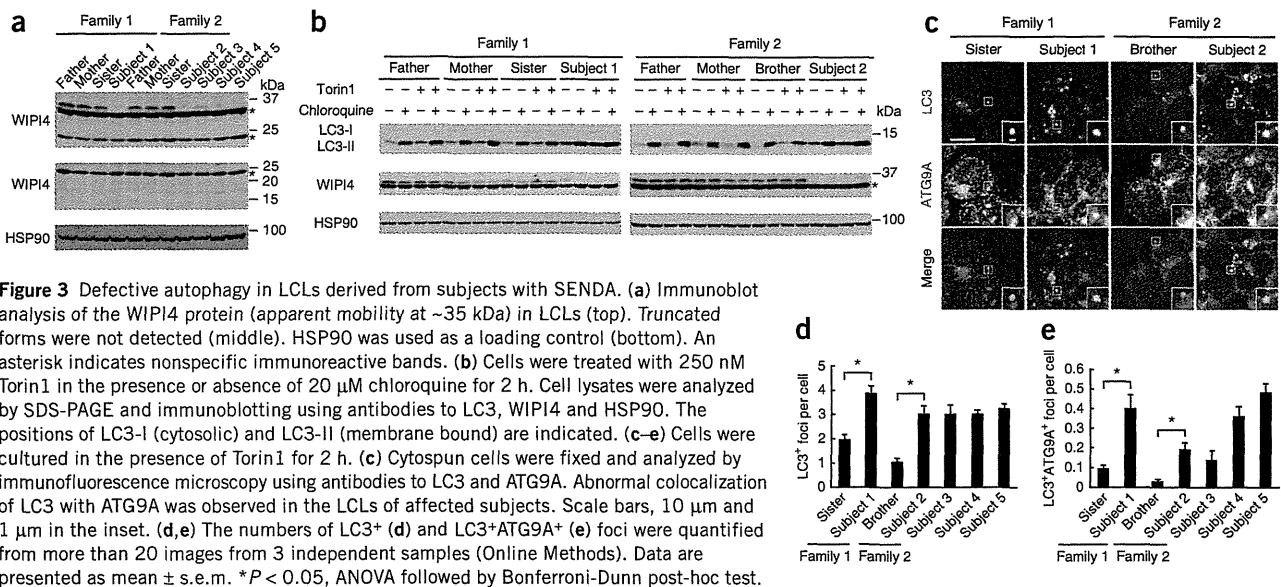 a
Family 1 Family 2
Father
Mother
Sister
Subject 1
Father
Mother
Sister
Subject 2
Subject 3
Subject 4
Subject 5
kDa
WIPI4
37
*
25
*
WIPI4
25
*
20
15
HSP90
100
b
Family 1 Family 2
Father Mother Sister Subject 1 Father Mother Brother Subject 2
Torin1 – – + + – – + + – – + + – – + + – – + + – – + + – – + + – – + +
Chloroquine – + – + – + – + – + – + – + – + – + – + – + – + – + – + – + – + kDa
LC3-I
LC3-II
15
WIPI4
37
*
HSP90
100
c
Family 1 Family 2
Sister Subject 1 Brother Subject 2
LC3
ATG9A
Merge
Figure 3 Defective autophagy in LCLs derived from subjects with SENDA. (a) Immunoblot
analysis of the WIPI4 protein (apparent mobility at ~35 kDa) in LCLs (top). Truncated
forms were not detected (middle). HSP90 was used as a loading control (bottom). An
asterisk indicates nonspecific immunoreactive bands. (b) Cells were treated with 250 nM
Torin1 in the presence or absence of 20 μM chloroquine for 2 h. Cell lysates were analyzed
by SDS-PAGE and immunoblotting using antibodies to LC3, WIPI4 and HSP90. The
positions of LC3-I (cytosolic) and LC3-II (membrane bound) are indicated. (c–e) Cells were
cultured in the presence of Torin1 for 2 h. (c) Cytospun cells were fixed and analyzed by
immunofluorescence microscopy using antibodies to LC3 and ATG9A. Abnormal colocalization
of LC3 with ATG9A was observed in the LCLs of affected subjects. Scale bars, 10 μm and
1 μm in the inset. (d,e) The numbers of LC3+ (d) and LC3+ATG9A+ (e) foci were quantified
from more than 20 images from 3 independent samples (Online Methods). Data are
presented as mean ± s.e.m. *P < 0.05, ANOVA followed by Bonferroni-Dunn post-hoc test.
d
LC3+ foci per cell
5
4
3
2
1
0
*
*
Sister
Subject 1
Brother
Subject 2
Subject 3
Subject 4
Subject 5
Family 1 Family 2
e
LC3+ATG9A+ foci per cell
0.6
0.5
0.4
0.3
0.2
0.1
0
*
*
Sister
Subject 1
Brother
Subject 2
Subject 3
Subject 4
Subject 5
Family 1 Family 2